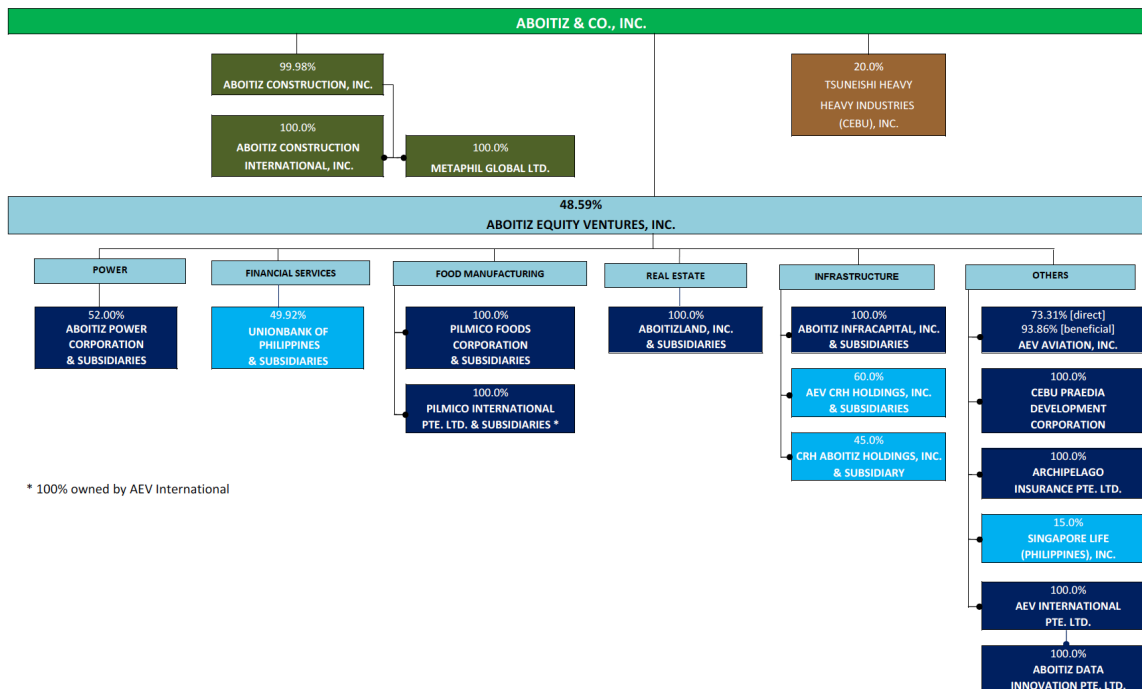 ABOITIZ & CO., INC.
99.98%
ABOITIZ CONSTRUCTION, INC.
20.0%
TSUNEISHI HEAVY
HEAVY INDUSTRIES
(CEBU), INC.
100.0%
ABOITIZ CONSTRUCTION
INTERNATIONAL, INC.
100.0%
METAPHIL GLOBAL LTD.
48.59%
ABOITIZ EQUITY VENTURES, INC.
POWER
52.00%
ABOITIZ POWER
CORPORATION
& SUBSIDIARIES
FINANCIAL SERVICES
49.92%
UNIONBANK OF
PHILIPPINES
& SUBSIDIARIES
FOOD MANUFACTURING
100.0%
PILMICO FOODS
CORPORATION
& SUBSIDIARIES
100.0%
PILMICO INTERNATIONAL
PTE. LTD. & SUBSIDIARIES *
REAL ESTATE
100.0%
ABOITIZLAND, INC.
& SUBSIDIARIES
INFRASTRUCTURE
100.0%
ABOITIZ INFRACAPITAL, INC.
& SUBSIDIARIES
60.0%
AEV CRH HOLDINGS, INC.
& SUBSIDIARIES
45.0%
CRH ABOITIZ HOLDINGS, INC.
& SUBSIDIARY
OTHERS
73.31% [direct]
93.86% [beneficial]
AEV AVIATION, INC.
100.0%
CEBU PRAEDIA
DEVELOPMENT
CORPORATION
100.0%
ARCHIPELAGO
INSURANCE PTE. LTD.
15.0%
SINGAPORE LIFE
(PHILIPPINES), INC.
100.0%
AEV INTERNATIONAL
PTE. LTD.
100.0%
ABOITIZ DATA
INNOVATION PTE. LTD.
* 100% owned by AEV International